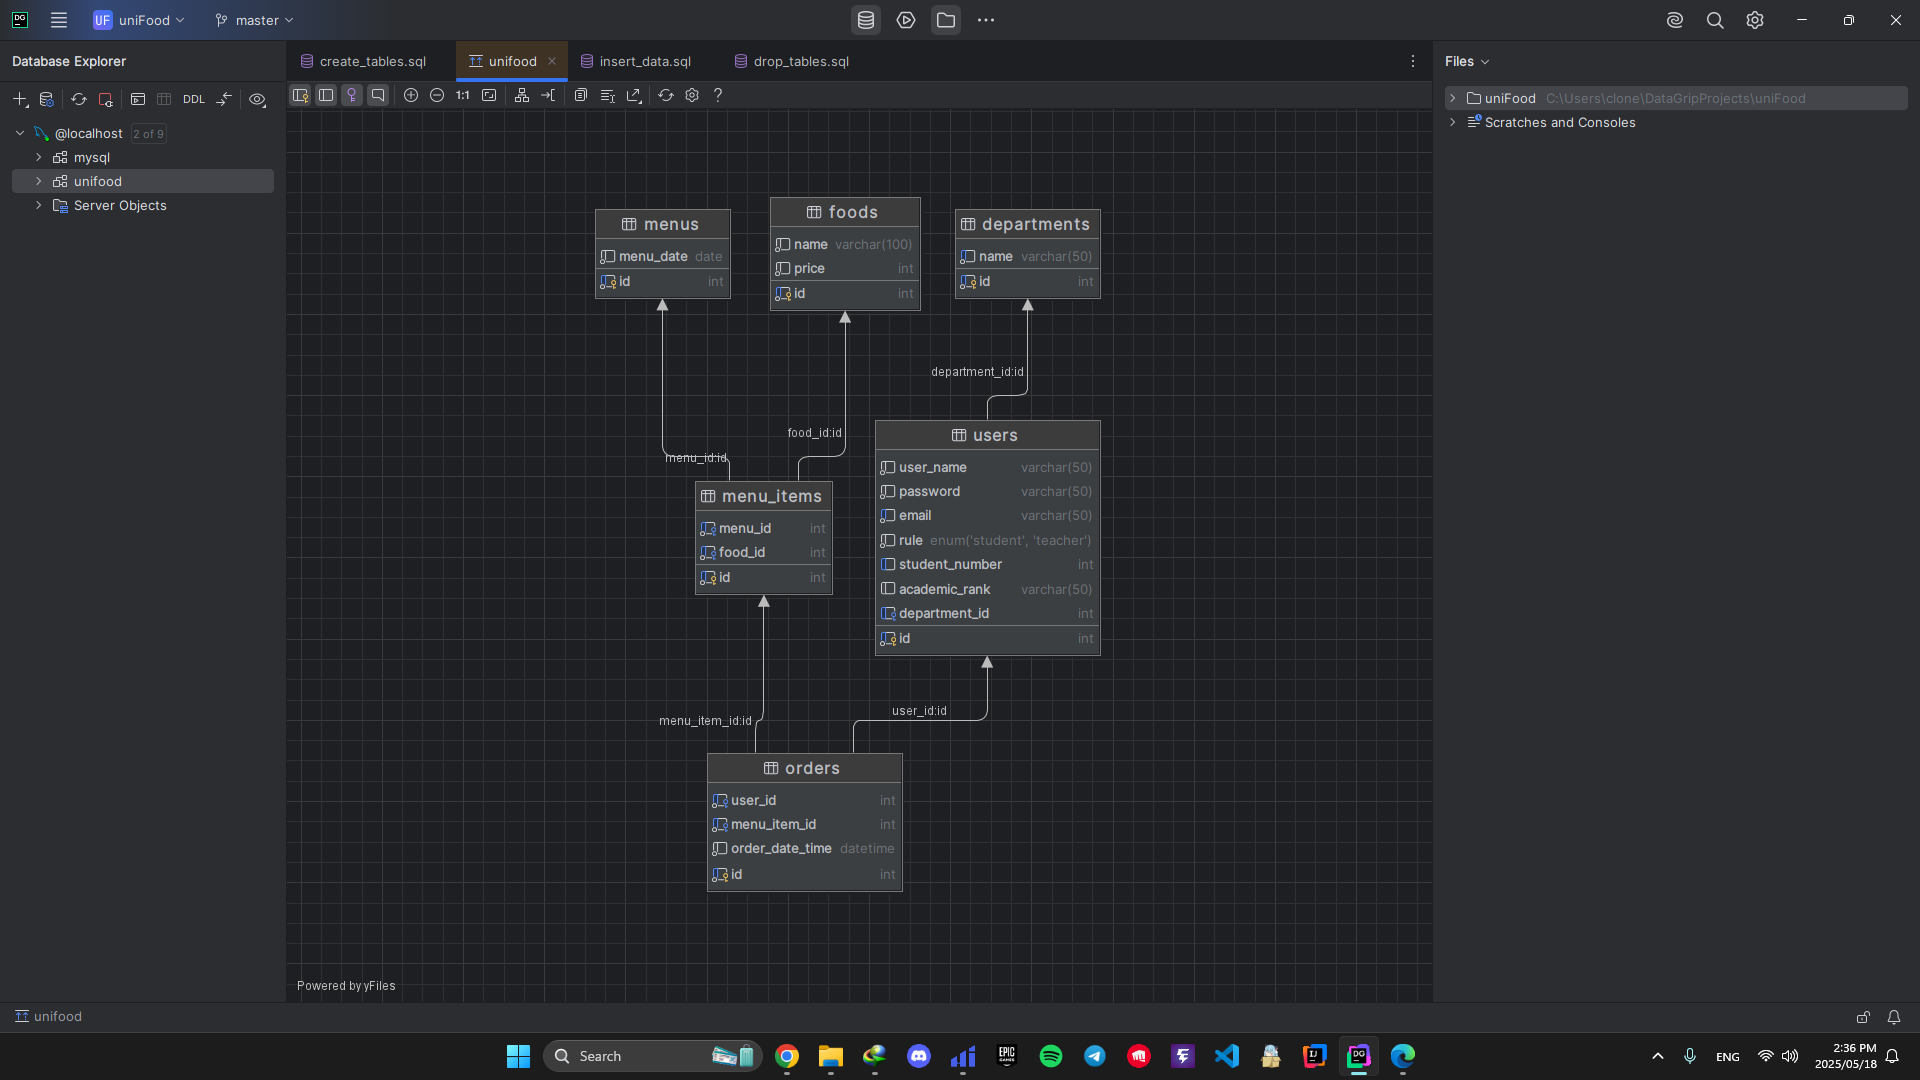 UF uniFood master
Database Explorer
create_tables.sql unifood insert_data.sql drop_tables.sql
Files
DDL
1:1 ?
@localhost 2 of 9
mysql
unifood
Server Objects
uniFood C:\Users\clone\DataGripProjects\uniFood
Scratches and Consoles
menus
menu_date date
id int
foods
name varchar(100)
price int
id int
departments
name varchar(50)
id int
department_id:id
food_id:id
menu_id:id
users
user_name varchar(50)
password varchar(50)
email varchar(50)
rule enum('student', 'teacher')
student_number int
academic_rank varchar(50)
department_id int
id int
menu_items
menu_id int
food_id int
id int
menu_item_id:id
user_id:id
orders
user_id int
menu_item_id int
order_date_time datetime
id int
Powered by yFiles
unifood
Search
EPIC GAMES
IJ
DG
ENG
2:36 PM
2025/05/18
DG